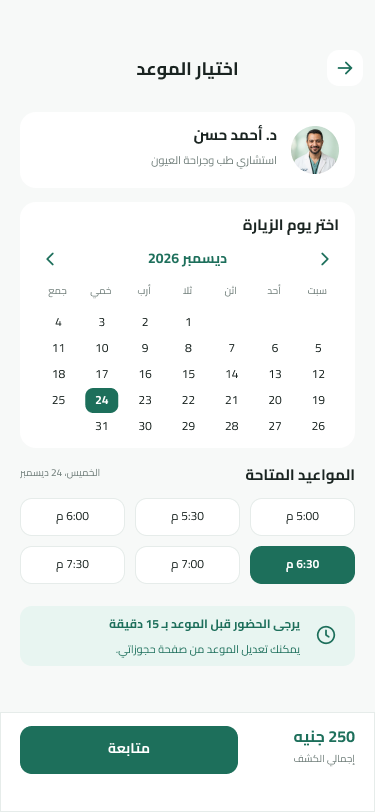 اختيار الموعد
د. أحمد حسن
استشاري طب وجراحة العيون
اختر يوم الزيارة
ديسمبر 2026
سبت أحد اثن ثلا أرب خمي جمع
1 2 3 4
5 6 7 8 9 10 11
12 13 14 15 16 17 18
19 20 21 22 23 24 25
26 27 28 29 30 31
المواعيد المتاحة الخميس، 24 ديسمبر
5:00 م 5:30 م 6:00 م
6:30 م 7:00 م 7:30 م
يرجى الحضور قبل الموعد بـ 15 دقيقة
يمكنك تعديل الموعد من صفحة حجوزاتي.
250 جنيه
إجمالي الكشف
متابعة